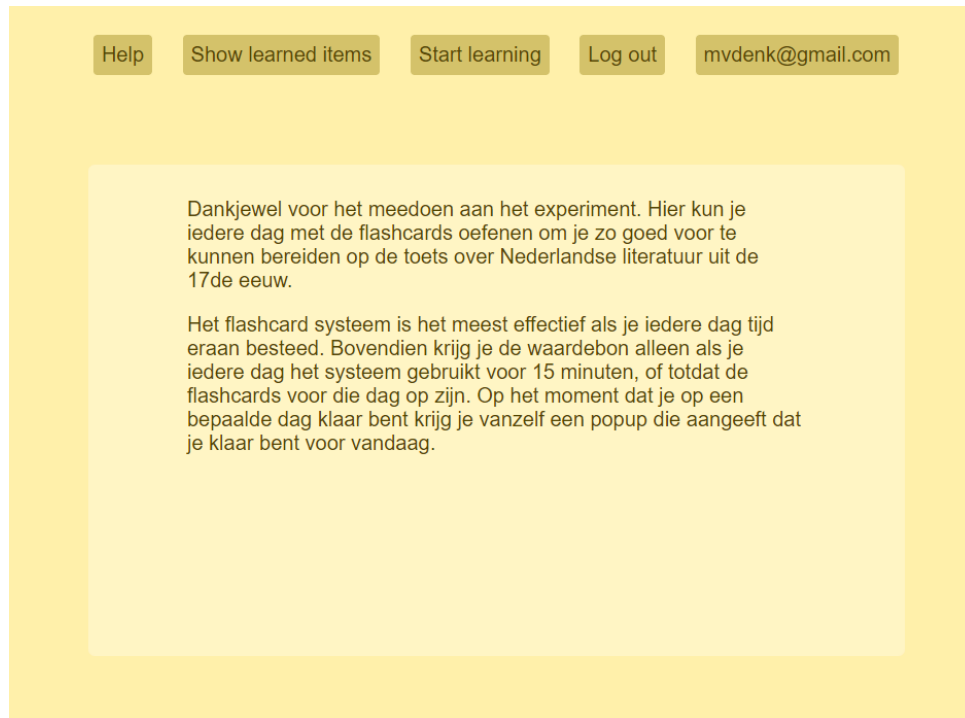 Help
Show learned items
Start learning
Log out
mvdenk@gmail.com
Dankjewel voor het meedoen aan het experiment. Hier kun je
iedere dag met de flashcards oefenen om je zo goed voor te
kunnen bereiden op de toets over Nederlandse literatuur uit de
17de eeuw.
Het flashcard systeem is het meest effectief als je iedere dag tijd
eraan besteed. Bovendien krijg je de waardebon alleen als je
iedere dag het systeem gebruikt voor 15 minuten, of totdat de
flashcards voor die dag op zijn. Op het moment dat je op een
bepaalde dag klaar bent krijg je vanzelf een popup die aangeeft dat
je klaar bent voor vandaag.